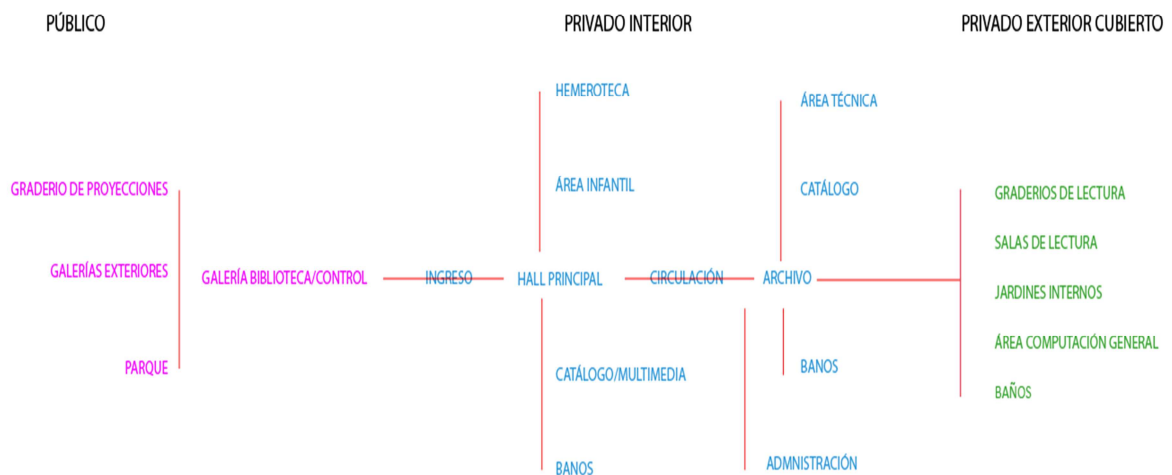 PÚBLICO
PRIVADO INTERIOR
PRIVADO EXTERIOR CUBIERTO
GRADERIO DE PROYECCIONES
GALERÍAS EXTERIORES
PARQUE
GALERÍA BIBLIOTECA/CONTROL
INGRESO
HEMEROTECA
ÁREA INFANTIL
HALL PRINCIPAL
CATÁLOGO/MULTIMEDIA
BANOS
CIRCULACIÓN
ÁREA TÉCNICA
CATÁLOGO
ARCHIVO
BANOS
ADMNISTRACIÓN
GRADERIOS DE LECTURA
SALAS DE LECTURA
JARDINES INTERNOS
ÁREA COMPUTACIÓN GENERAL
BAÑOS